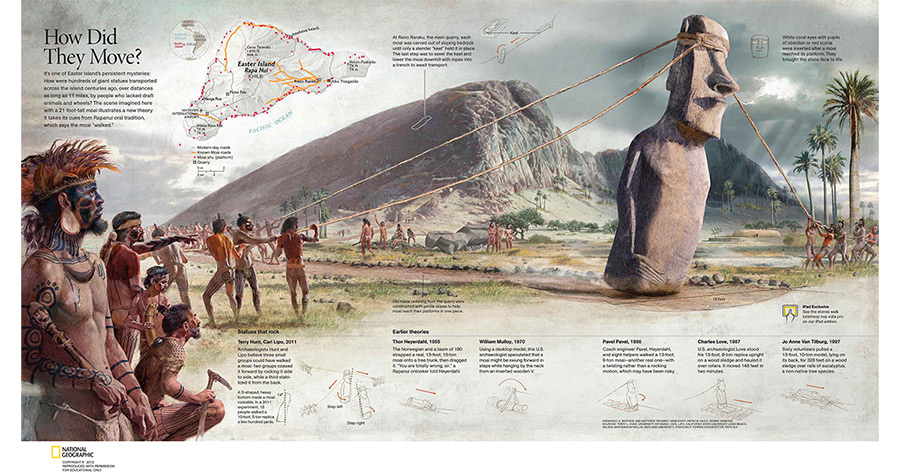 How Did
They Move?
It's one of Easter Island's persistent mysteries:
How were hundreds of giant statues transported
across the island centuries ago, over distances
as long as 11 miles, by people who lacked draft
animals and wheels? The scene imagined here
with a 21-foot-tall moai illustrates a new theory.
It takes its cues from Rapanui oral tradition,
which says the moai "walked."
Easter Island
Rapa Nui
(CHILE)
PACIFIC OCEAN
Anakena beach
Rano Raraku
Ahu Tongariki
Hanga Roa
Puna Pau
MATAVERI
INTERNATIONAL
AIRPORT
Modern-day roads
Known Moai roads
Moai ahu (platform)
Quarry
At Rano Raraku, the main quarry, each
moai was carved out of sloping bedrock
until only a slender "keel" held it in place.
The last step was to sever the keel and
lower the moai downhill with ropes into
a trench to await transport.
Keel
White coral eyes with pupils
of obsidian or red scoria
were inserted after a moai
reached its platform. They
brought the stone face to life.
Dirt roads radiating from the quarry were
constructed with gentle slopes to help
moai reach their platforms in one piece.
iPad Exclusive
See the statues walk
on our iPad edition.
Statues that rock
Terry Hunt, Carl Lipo, 2011
Archaeologists Hunt and
Lipo believe three small
groups could have walked a
moai: two groups coaxed
it forward by rocking it side
to side, while a third stabi-
lized it from the back.
A D-shaped, heavy
bottom made a moai
rockable. In a 2011
experiment, 18
people walked a
10-foot, 5-ton replica
a few hundred yards.
Step left
Step right
Earlier theories
Thor Heyerdahl, 1955
The Norwegian and a team of 180
strapped a real, 13-foot, 10-ton
moai onto a tree trunk, then dragged
it. "You are totally wrong, sir," a
Rapanui onlooker told Heyerdahl.
William Mulloy, 1970
Using a desktop model, this U.S.
archaeologist speculated that a
moai might be swung forward in
steps while hanging by the neck
from an inverted wooden V.
Pavel Pavel, 1986
Czech engineer Pavel, Heyerdahl,
and eight helpers walked a 13-foot,
9-ton moai—another real one—with
a twisting rather than a rocking
motion, which may have been risky.
Charles Love, 1987
U.S. archaeologist Love stood
his 13-foot, 8-ton replica upright
on a wood sledge and hauled it
over rollers. It moved 148 feet in
two minutes.
Jo Anne Van Tilburg, 1997
Sixty volunteers pulled a
13-foot, 10-ton model, lying on
its back, for 328 feet on a wood
sledge over rails of eucalyptus,
a non-native tree species.
NATIONAL
GEOGRAPHIC
COPYRIGHT © 2012
REPRODUCED WITH PERMISSION
FOR EDUCATIONAL ONLY